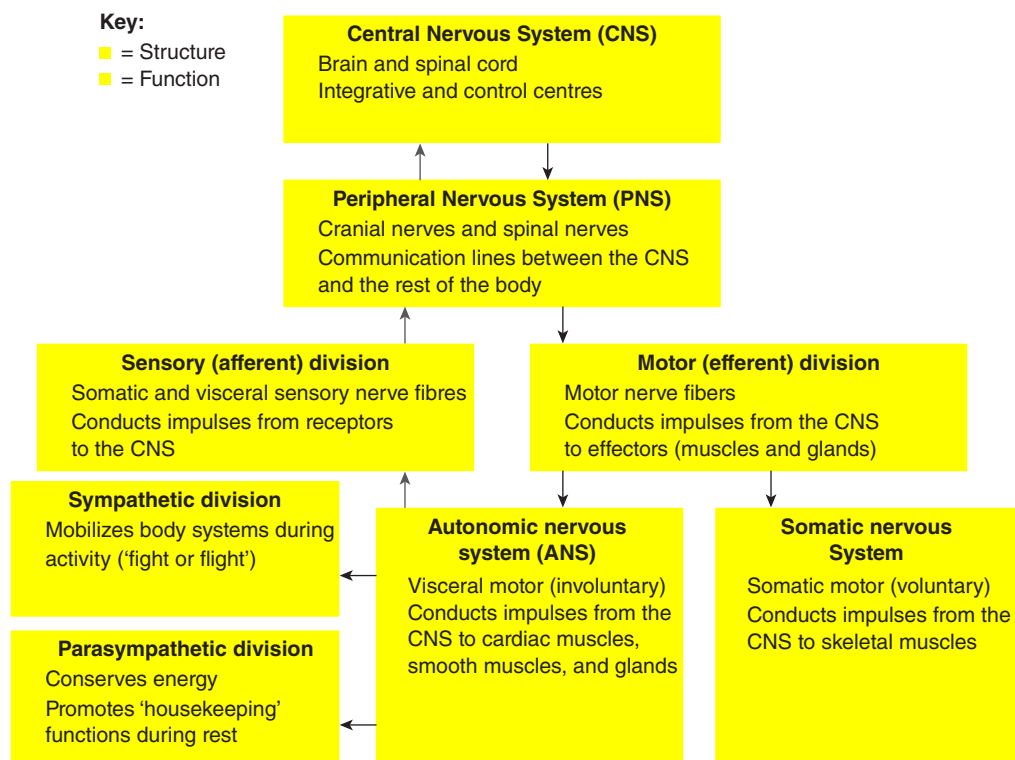 Key:
= Structure
= Function
Central Nervous System (CNS)
Brain and spinal cord
Integrative and control centres
Peripheral Nervous System (PNS)
Cranial nerves and spinal nerves
Communication lines between the CNS
and the rest of the body
Sensory (afferent) division
Somatic and visceral sensory nerve fibres
Conducts impulses from receptors
to the CNS
Motor (efferent) division
Motor nerve fibers
Conducts impulses from the CNS
to effectors (muscles and glands)
Sympathetic division
Mobilizes body systems during
activity (‘fight or flight’)
Autonomic nervous
system (ANS)
Visceral motor (involuntary)
Conducts impulses from the
CNS to cardiac muscles,
smooth muscles, and glands
Somatic nervous
System
Somatic motor (voluntary)
Conducts impulses from the
CNS to skeletal muscles
Parasympathetic division
Conserves energy
Promotes ‘housekeeping’
functions during rest